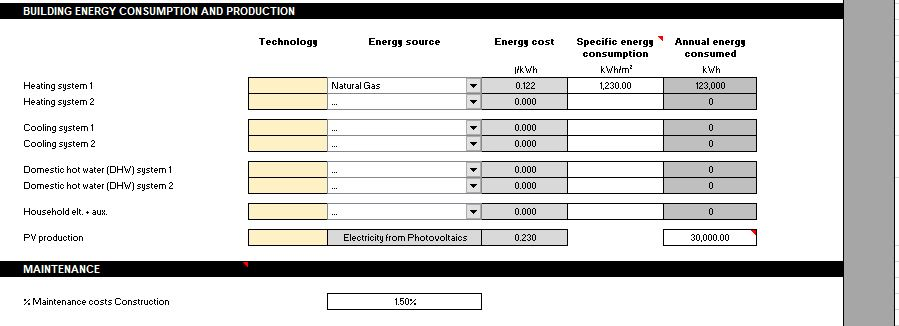 BUILDING ENERGY CONSUMPTION AND PRODUCTION
Technology Energy source Energy cost Specific energy consumption Annual energy consumed
/kWh kWh/m² kWh
Heating system 1 Natural Gas 0.122 1,230.00 123,000
Heating system 2 ... 0.000 0
Cooling system 1 ... 0.000 0
Cooling system 2 ... 0.000 0
Domestic hot water (DHW) system 1 ... 0.000 0
Domestic hot water (DHW) system 2 ... 0.000 0
Household elt. + aux. ... 0.000 0
PV production Electricity from Photovoltaics 0.230 30,000.00
MAINTENANCE
% Maintenance costs Construction 1.50%